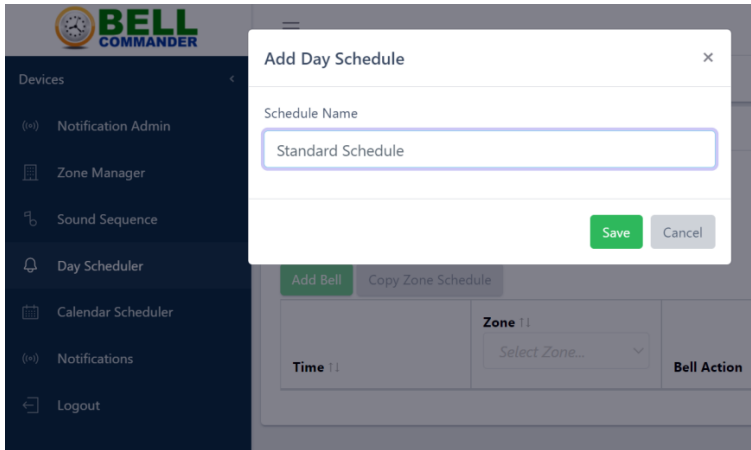 BELL
COMMANDER
Devices
Notification Admin
Zone Manager
Sound Sequence
Day Scheduler
Calendar Scheduler
Notifications
Logout
Add Day Schedule
Schedule Name
Standard Schedule
Save Cancel
Add Bell Copy Zone Schedule
Time
Zone
Select Zone...
Bell Action